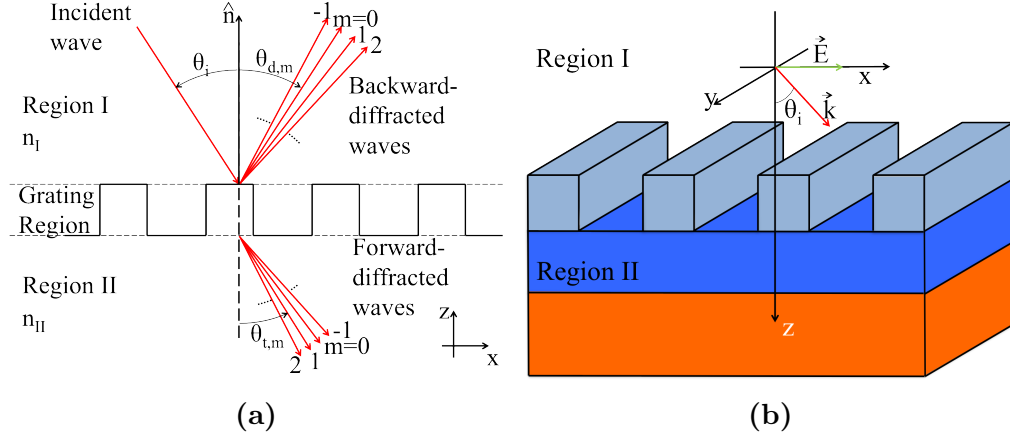 Incident
wave
n̂
-1 m=0
1
2
θi
θd,m
Region I
nI
Backward-
diffracted
waves
Grating
Region
Forward-
diffracted
waves
Region II
nII
θt,m
-1
m=0
1
2
z
x
(a)
Region I
E⃗
x
y
θi
k⃗
Region II
z
(b)